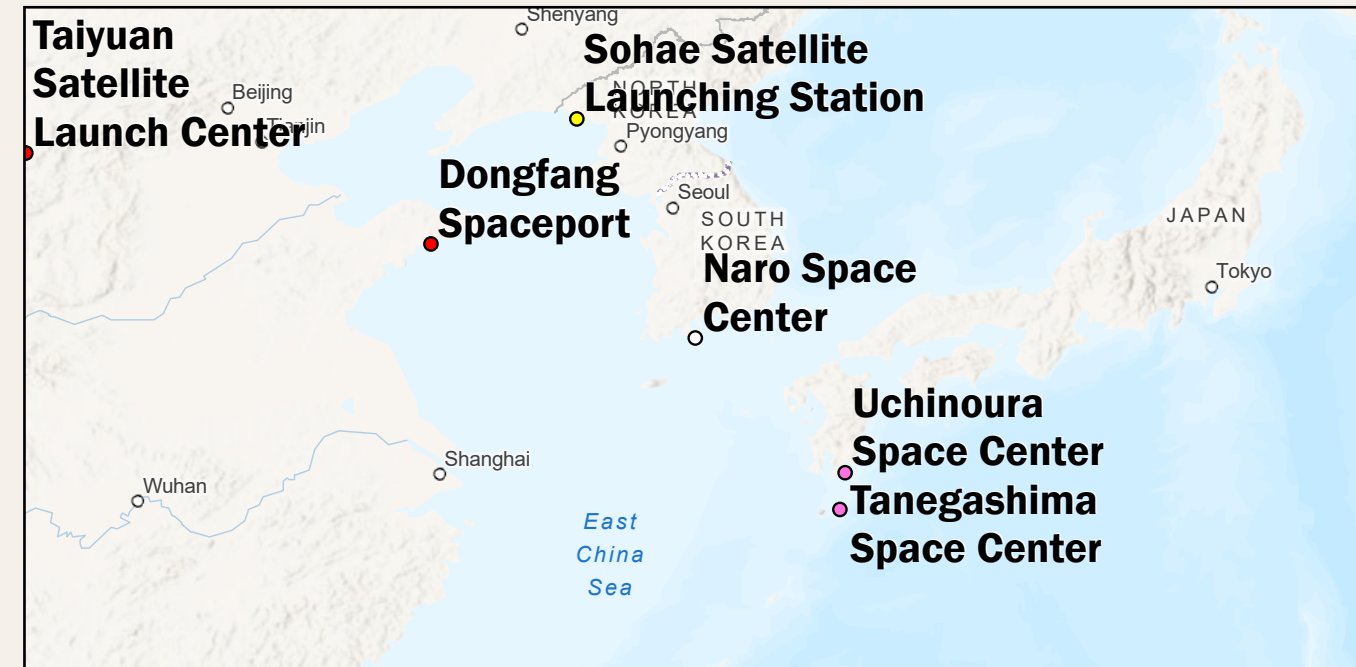 Shenyang
Taiyuan
Satellite
Launch Center
Beijing
Tianjin
Sohae Satellite
Launching Station
NORTH
KOREA
Pyongyang
Dongfang
Spaceport
Seoul
SOUTH
KOREA
JAPAN
Tokyo
Naro Space
Center
Uchinoura
Space Center
Tanegashima
Space Center
Shanghai
Wuhan
East
China
Sea